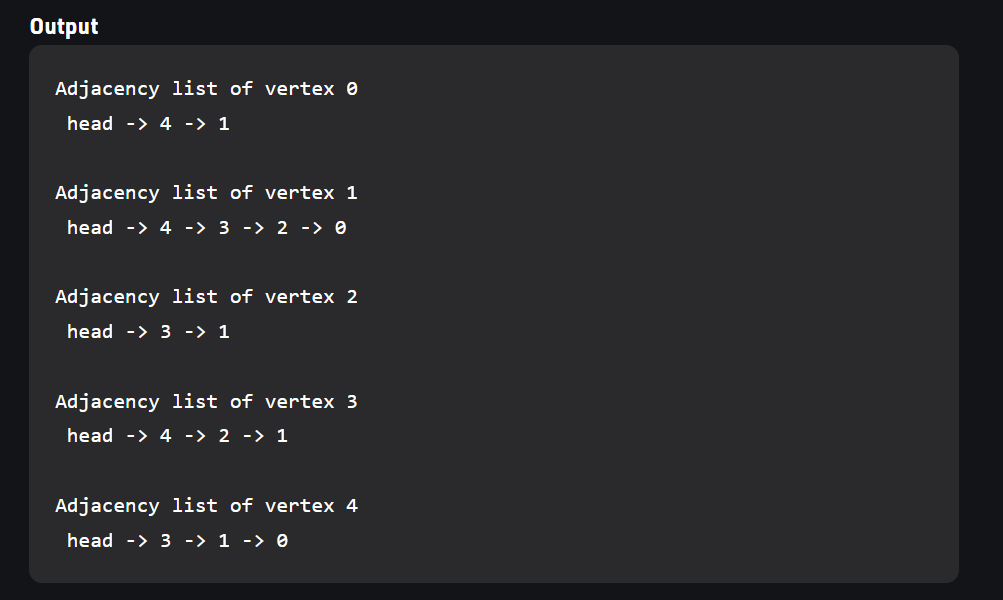 Output
Adjacency list of vertex 0
head -> 4 -> 1
Adjacency list of vertex 1
head -> 4 -> 3 -> 2 -> 0
Adjacency list of vertex 2
head -> 3 -> 1
Adjacency list of vertex 3
head -> 4 -> 2 -> 1
Adjacency list of vertex 4
head -> 3 -> 1 -> 0